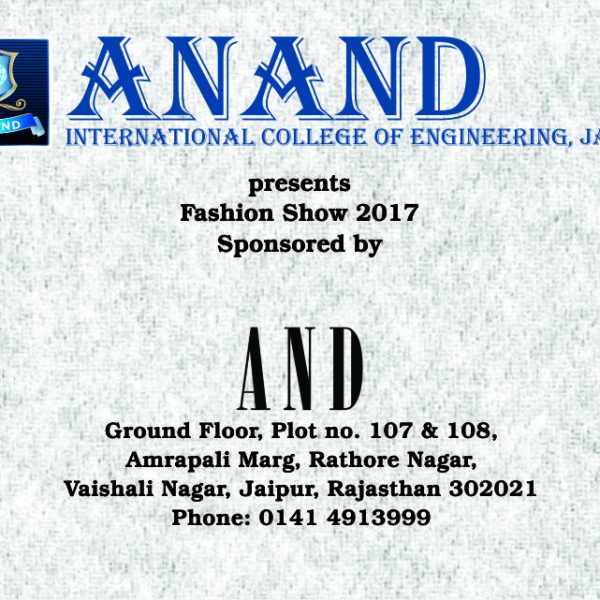 ANAND
INTERNATIONAL COLLEGE OF ENGINEERING,
presents
Fashion Show 2017
Sponsored by
AND
Ground Floor, Plot no. 107 & 108,
Amrapali Marg, Rathore Nagar,
Vaishali Nagar, Jaipur, Rajasthan 302021
Phone: 0141 4913999